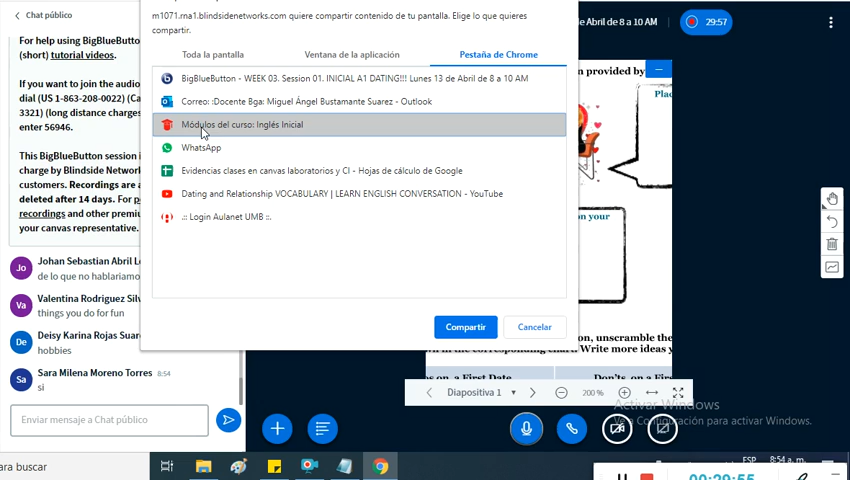 Chat público
For help using BigBlueButton
(short) tutorial videos.
If you want to join the audio
dial (US 1-863-208-0022) (Ca
3321) (long distance charges
enter 56946.
This BigBlueButton session i
charge by Blindside Network
customers. Recordings are a
deleted after 14 days. For
recordings and other premiu
your canvas representative.
Johan Sebastian Abril L
de lo que no hablariamo
Valentina Rodriguez Silv
things you do for fun
Deisy Karina Rojas Suar
hobbies
Sara Milena Moreno Torres 8:54
si
Enviar mensaje a Chat público
m1071.rna1.blindsidenetworks.com quiere compartir contenido de tu pantalla. Elige lo que quieres
compartir.
Toda la pantalla Ventana de la aplicación Pestaña de Chrome
BigBlueButton - WEEK 03. Session 01. INICIAL A1 DATING!!! Lunes 13 de Abril de 8 a 10 AM
Correo: :Docente Bga: Miguel Ángel Bustamante Suarez - Outlook
Módulos del curso: Inglés Inicial
WhatsApp
Evidencias clases en canvas laboratorios y CI - Hojas de cálculo de Google
Dating and Relationship VOCABULARY | LEARN ENGLISH CONVERSATION - YouTube
.:: Login Aulanet UMB ::.
Compartir Cancelar
Abril de 8 a 10 AM
29:57
n provided by
Plac
on your
on, unscramble the
n in the corresponding chart. Write more ideas y
os on a First Date Don'ts on a Firs
Diapositiva 1 200 %
Activar Windows
Ve a Configuración para activar Windows.
ara buscar
ESP 8:54 a. m.
00:29:55